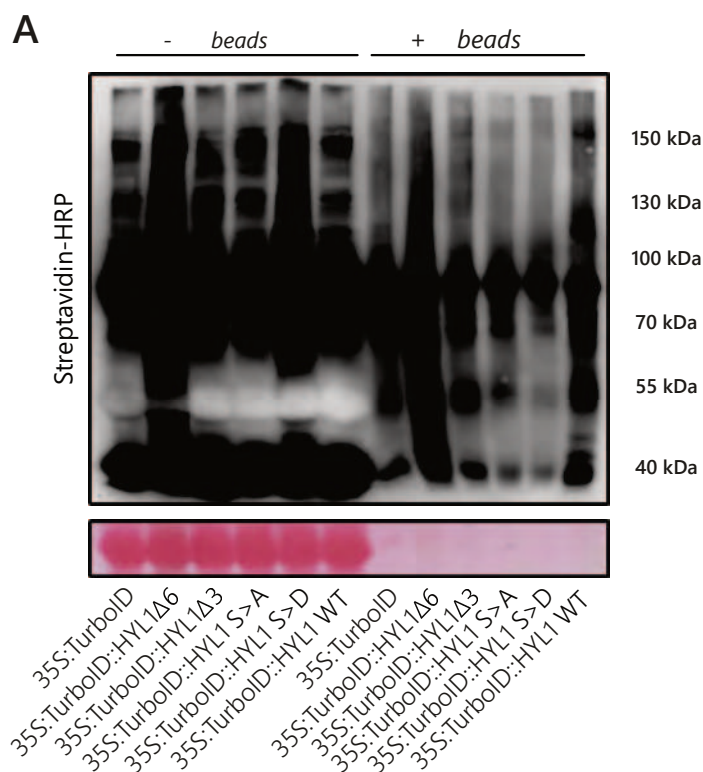 A
- beads + beads
Streptavidin-HRP
150 kDa
130 kDa
100 kDa
70 kDa
55 kDa
40 kDa
35S:TurboID
35S:TurboID::HYL1Δ6
35S:TurboID::HYL1Δ3
35S:TurboID::HYL1 S>A
35S:TurboID::HYL1 S>D
35S:TurboID::HYL1 WT
35S:TurboID
35S:TurboID::HYL1Δ6
35S:TurboID::HYL1Δ3
35S:TurboID::HYL1 S>A
35S:TurboID::HYL1 S>D
35S:TurboID::HYL1 WT